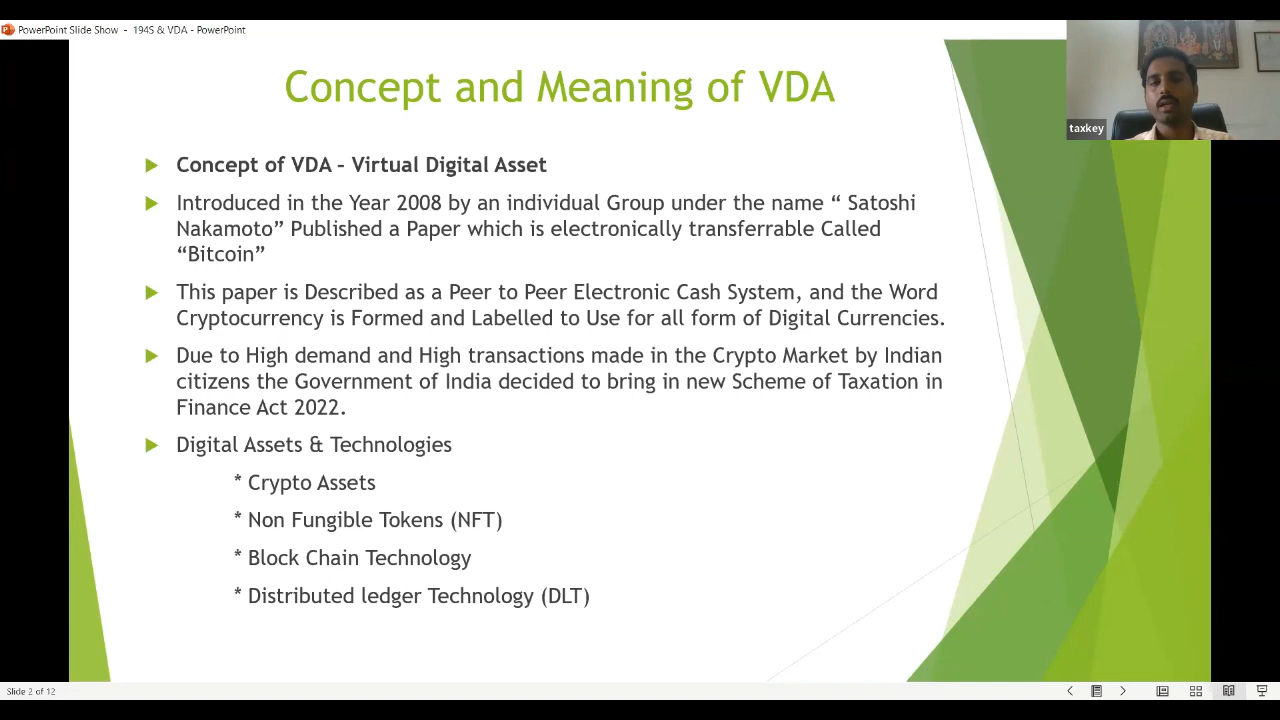 PowerPoint Slide Show - 194S & VDA - PowerPoint
Concept and Meaning of VDA
taxkey
Concept of VDA – Virtual Digital Asset
Introduced in the Year 2008 by an individual Group under the name “ Satoshi
Nakamoto” Published a Paper which is electronically transferrable Called
“Bitcoin”
This paper is Described as a Peer to Peer Electronic Cash System, and the Word
Cryptocurrency is Formed and Labelled to Use for all form of Digital Currencies.
Due to High demand and High transactions made in the Crypto Market by Indian
citizens the Government of India decided to bring in new Scheme of Taxation in
Finance Act 2022.
Digital Assets & Technologies
* Crypto Assets
* Non Fungible Tokens (NFT)
* Block Chain Technology
* Distributed ledger Technology (DLT)
Slide 2 of 12